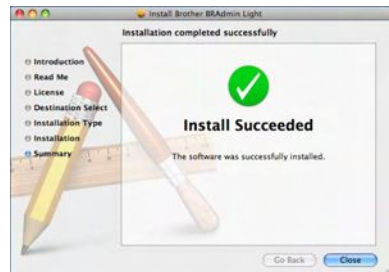 Install Brother BRAdmin Light
Installation completed successfully
Introduction
Read Me
License
Destination Select
Installation Type
Installation
Summary
Install Succeeded
The software was successfully installed.
Go Back
Close